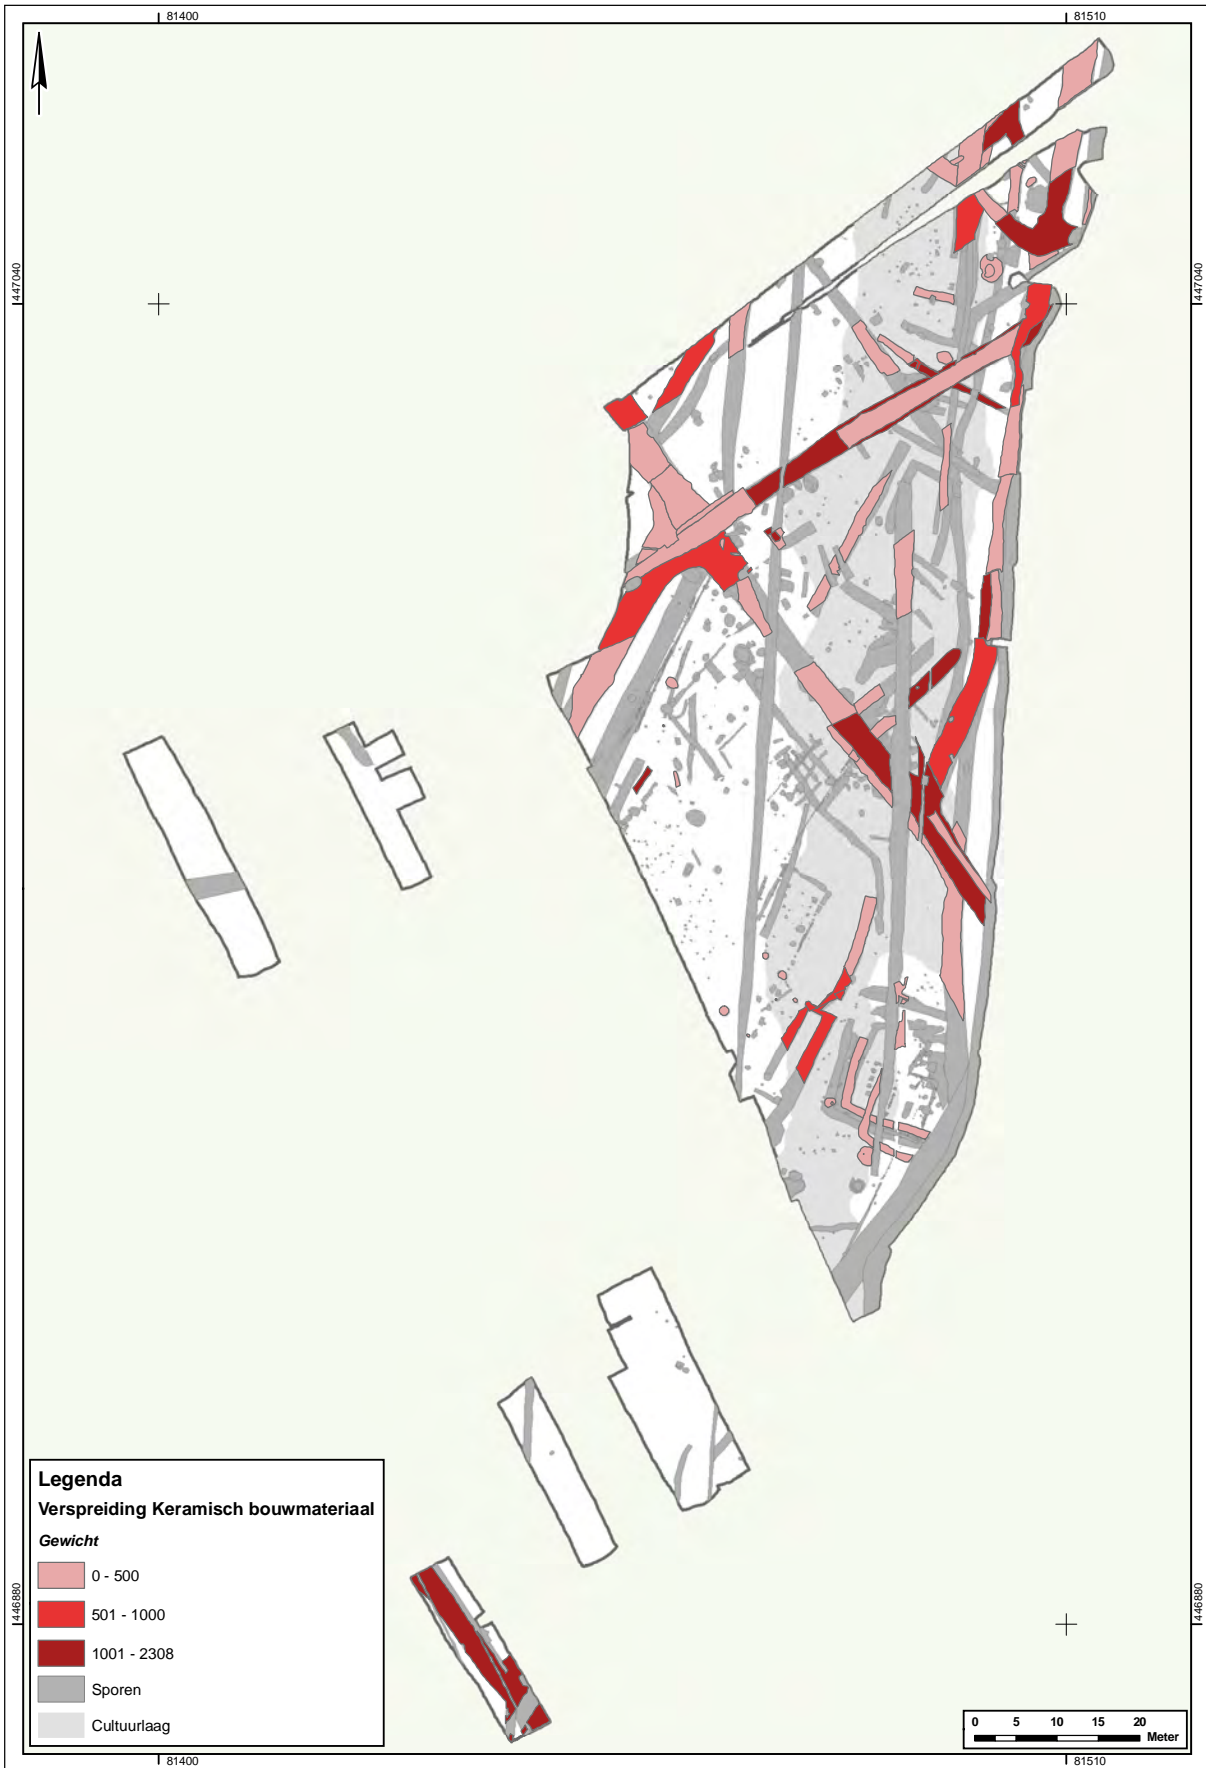 81400
81510
447040
447040
Legenda
Verspreiding Keramisch bouwmateriaal
Gewicht
0 - 500
501 - 1000
1001 - 2308
Sporen
Cultuurlaag
446880
446880
0 5 10 15 20
Meter
81400
81510